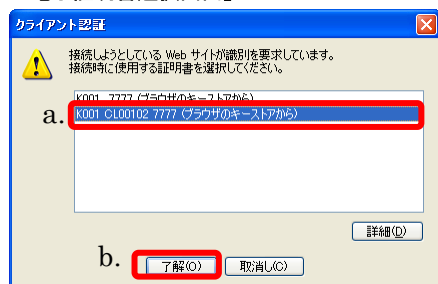 クライアント認証
接続しようとしている Web サイトが識別を要求しています。
接続時に使用する証明書を選択してください。
K001 7777 (ブラウザのキーストアから)
a.
K001 CL00102 7777 (ブラウザのキーストアから)
詳細(D)
b.
了解(O)
取消し(C)